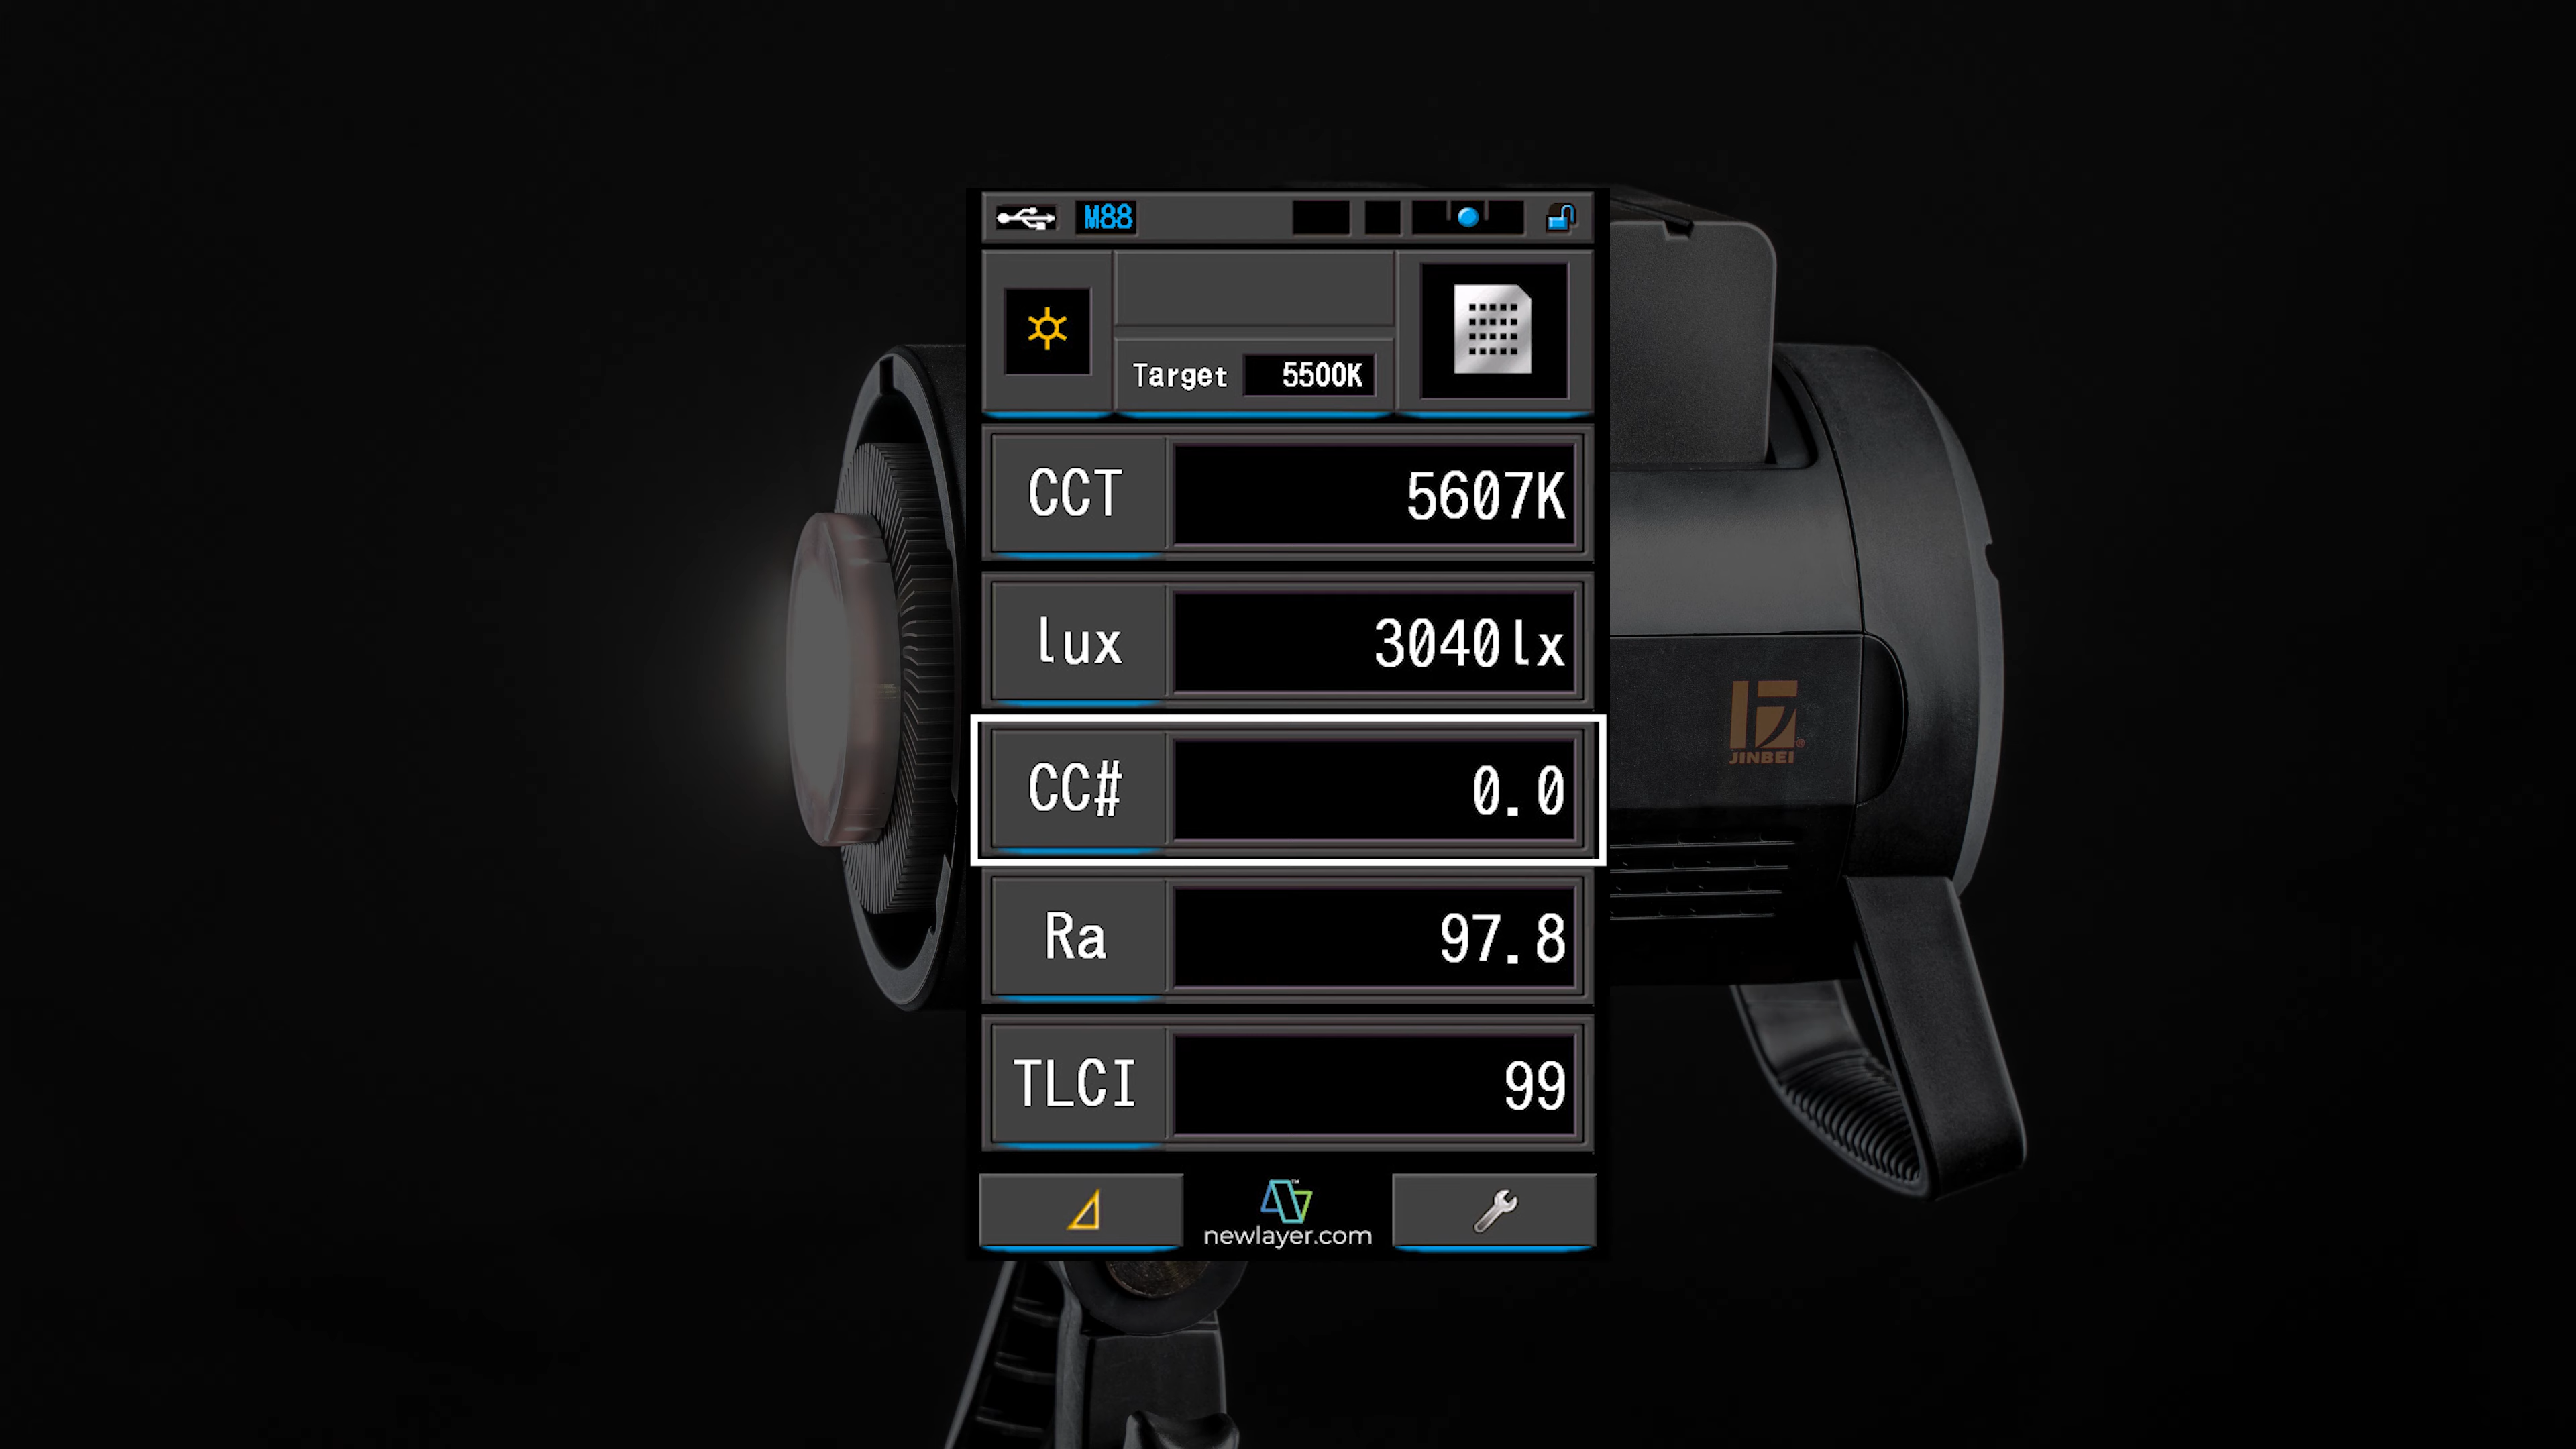 M88
Target 5500K
CCT 5607K
lux 3040lx
CC# 0.0
Ra 97.8
TLCI 99
newlayer.com
JINBEI